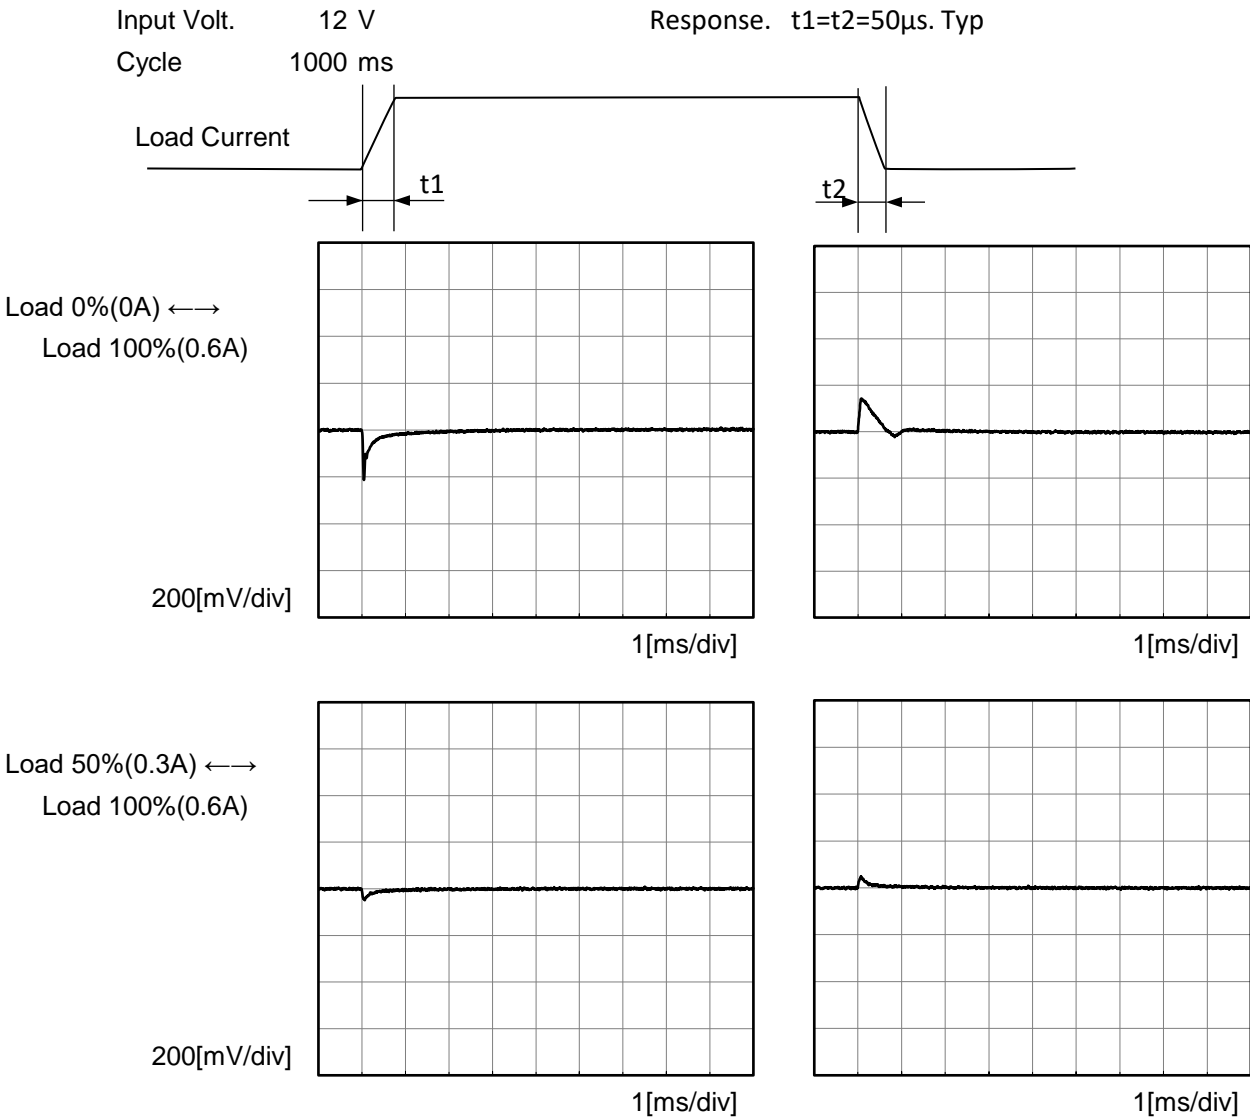 Input Volt. 12 V Response. t1=t2=50μs. Typ
Cycle 1000 ms
Load Current
t1
t2
Load 0%(0A) ←→
Load 100%(0.6A)
200[mV/div]
1[ms/div] 1[ms/div]
Load 50%(0.3A) ←→
Load 100%(0.6A)
200[mV/div]
1[ms/div] 1[ms/div]